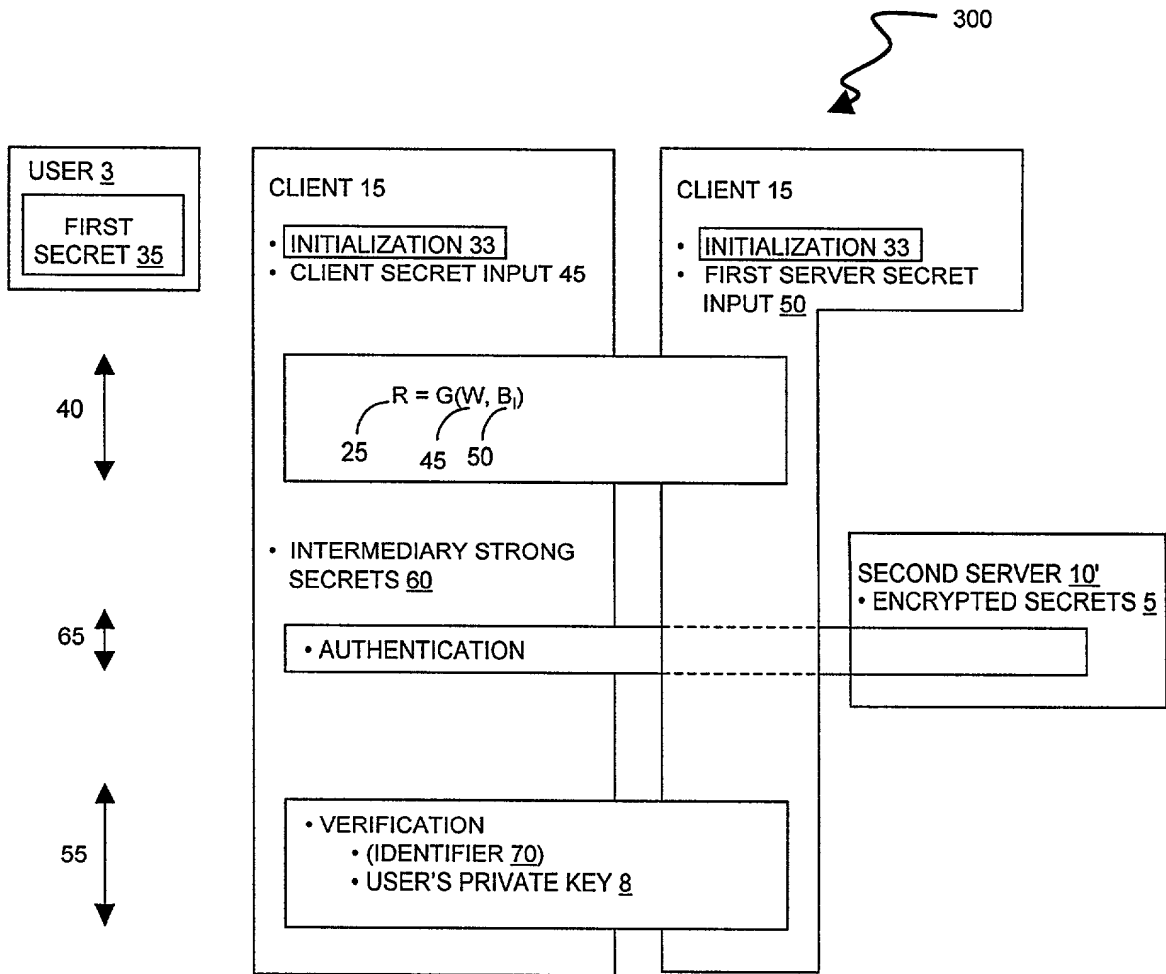 300
USER 3
FIRST
SECRET 35
CLIENT 15
• INITIALIZATION 33
• CLIENT SECRET INPUT 45
CLIENT 15
• INITIALIZATION 33
• FIRST SERVER SECRET
INPUT 50
40
R = G(W, BI)
25
45
50
• INTERMEDIARY STRONG
SECRETS 60
SECOND SERVER 10'
• ENCRYPTED SECRETS 5
65
• AUTHENTICATION
55
• VERIFICATION
• (IDENTIFIER 70)
• USER'S PRIVATE KEY 8